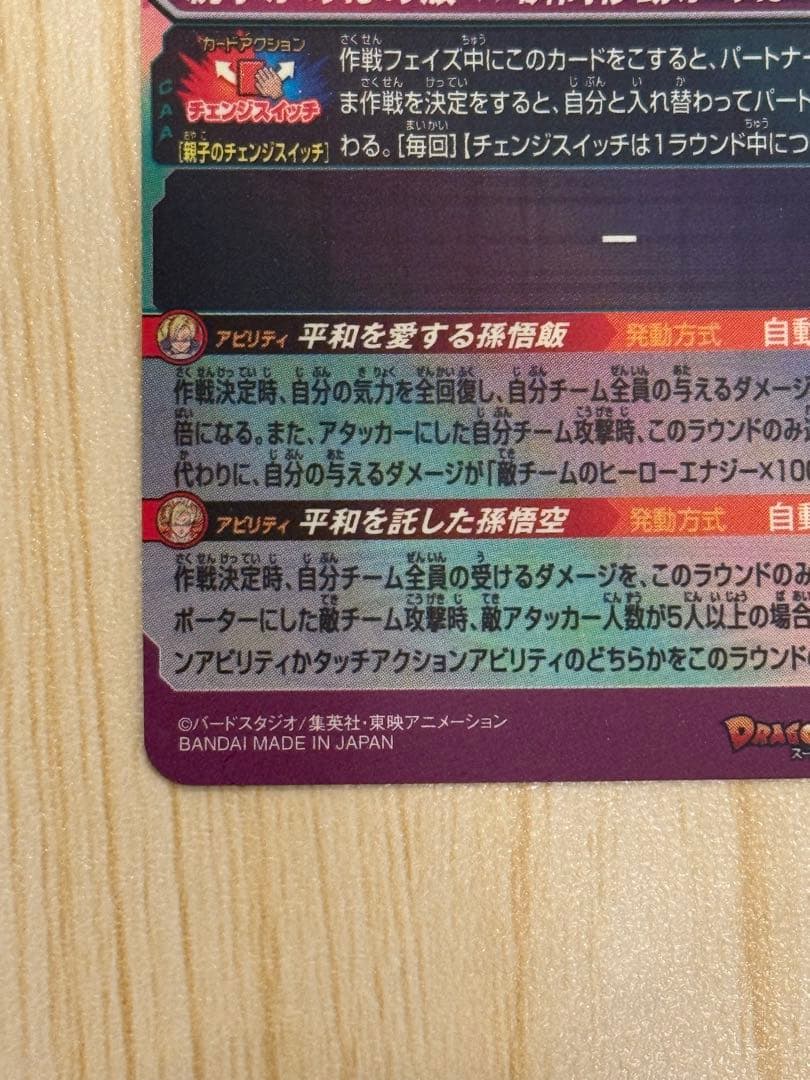 カードアクション
チェンジスイッチ
[親子のチェンジスイッチ]
CAA
作戦フェイズ中にこのカードをこすると、パートナー
ま作戦を決定をすると、自分と入れ替わってパート
わる。[毎回]【チェンジスイッチは1ラウンド中につ
ー
アビリティ 平和を愛する孫悟飯 発動方式 自動
作戦決定時、自分の気力を全回復し、自分チーム全員の与えるダメージ
倍になる。また、アタッカーにした自分チーム攻撃時、このラウンドのみ
代わりに、自分の与えるダメージが「敵チームのヒーローエナジー×100
アビリティ 平和を託した孫悟空 発動方式 自動
作戦決定時、自分チーム全員の受けるダメージを、このラウンドのみ
ポーターにした敵チーム攻撃時、敵アタッカー人数が5人以上の場合
ンアビリティかタッチアクションアビリティのどちらかをこのラウンドの
©バードスタジオ/集英社・東映アニメーション
BANDAI MADE IN JAPAN
DRAGO
スー